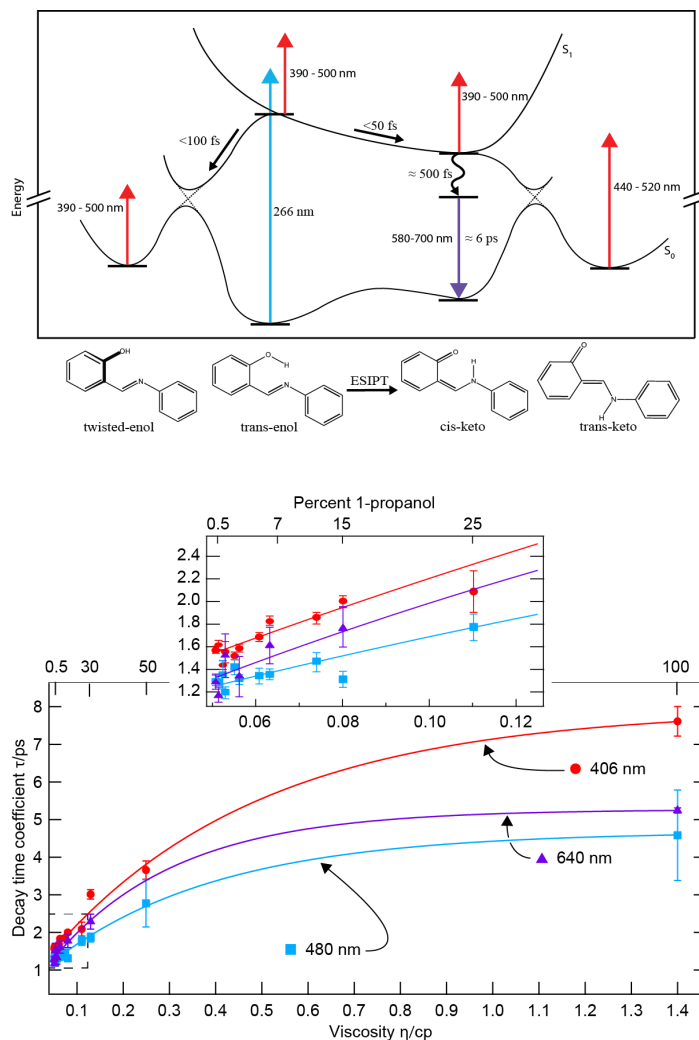 S1
390 - 500 nm
390 - 500 nm
<50 fs
<100 fs
440 - 520 nm
≈ 500 fs
Energy
390 - 500 nm
266 nm
580-700 nm
≈ 6 ps
S0
OH
N
twisted-enol
O
H
N
trans-enol
ESIPT
O
H
N
cis-keto
O
N
H
trans-keto
Percent 1-propanol
0.5 7 15 25
2.4
2.2
2.0
1.8
1.6
1.4
1.2
0.06 0.08 0.10 0.12
0.5 30 50 100
8
7
6
5
4
3
2
1
Decay time coefficient τ/ps
406 nm
640 nm
480 nm
0.1 0.2 0.3 0.4 0.5 0.6 0.7 0.8 0.9 1.0 1.1 1.2 1.3 1.4
Viscosity η/cp